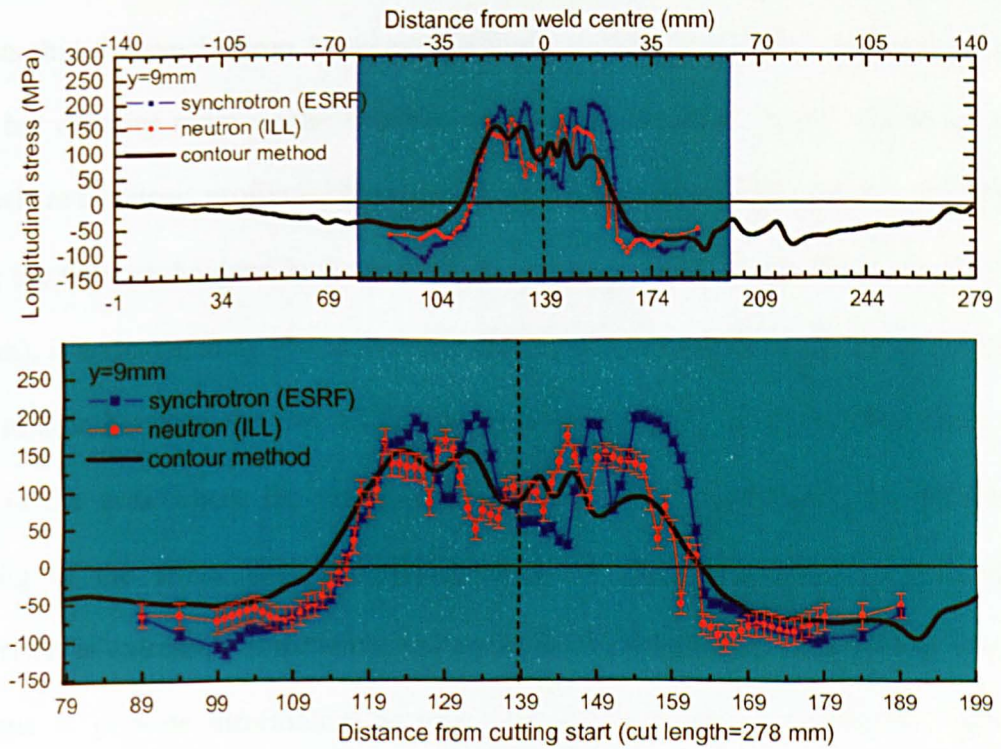 Distance from weld centre (mm)
-140 -105 -70 -35 0 35 70 105 140
Longitudinal stress (MPa)
300
250
200
150
100
50
0
-50
-100
-150
y=9mm
synchrotron (ESRF)
neutron (ILL)
contour method
-1 34 69 104 139 174 209 244 279
250
200
150
100
50
0
-50
-100
-150
y=9mm
synchrotron (ESRF)
neutron (ILL)
contour method
79 89 99 109 119 129 139 149 159 169 179 189 199
Distance from cutting start (cut length=278 mm)